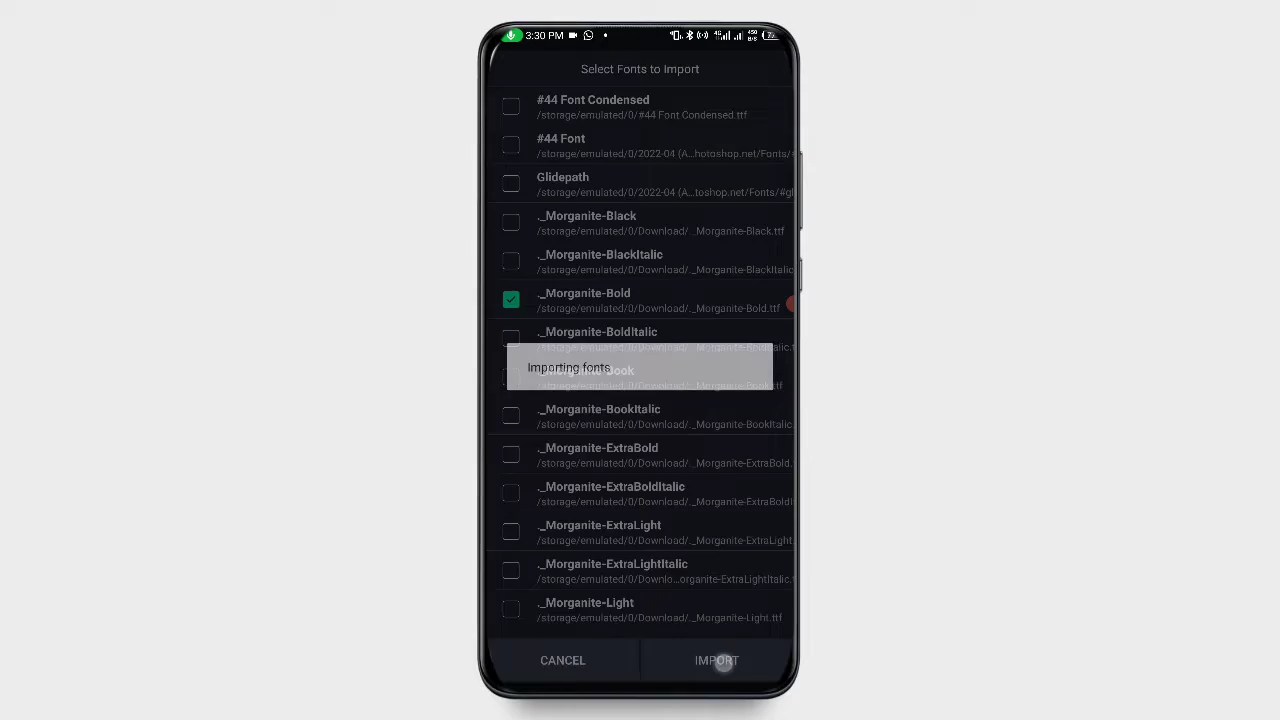 3:30 PM
Select Fonts to Import
#44 Font Condensed
/storage/emulated/0/#44 Font Condensed.ttf
#44 Font
/storage/emulated/0/2022-04 (A...hotoshop.net/Fonts/
Glidepath
/storage/emulated/0/2022-04 (A...toshop.net/Fonts/#gl
._Morganite-Black
/storage/emulated/0/Download/._Morganite-Black.ttf
._Morganite-BlackItalic
/storage/emulated/0/Download/._Morganite-BlackItalic
._Morganite-Bold
/storage/emulated/0/Download/._Morganite-Bold.ttf
._Morganite-BoldItalic
/storage/emulated/0/Download/._Morganite-BoldItalic.t
Importing fonts
._Morganite-Book
/storage/emulated/0/Download/._Morganite-Book.ttf
._Morganite-BookItalic
/storage/emulated/0/Download/._Morganite-BookItalic.
._Morganite-ExtraBold
/storage/emulated/0/Download/._Morganite-ExtraBold.
._Morganite-ExtraBoldItalic
/storage/emulated/0/Download/._Morganite-ExtraBoldIt
._Morganite-ExtraLight
/storage/emulated/0/Download/._Morganite-ExtraLight.
._Morganite-ExtraLightItalic
/storage/emulated/0/Downlo...organite-ExtraLightItalic.t
._Morganite-Light
/storage/emulated/0/Download/._Morganite-Light.ttf
CANCEL
IMPORT